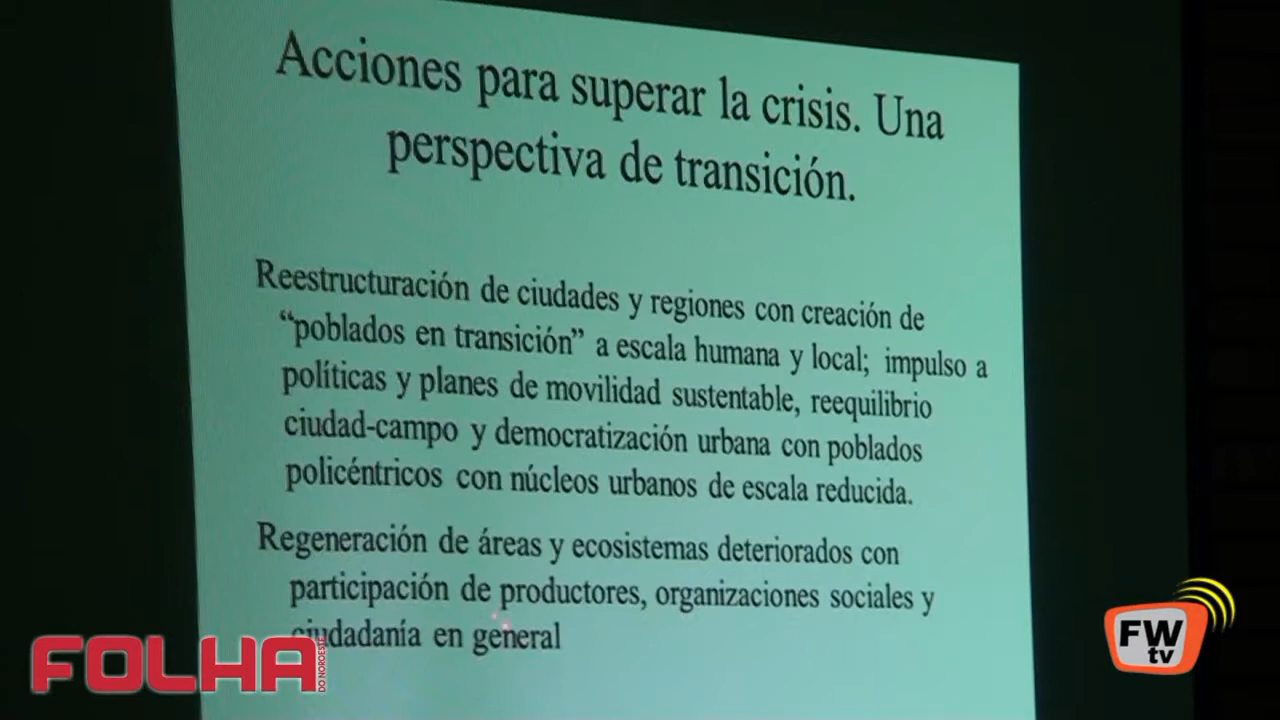 Acciones para superar la crisis. Una
perspectiva de transición.
Reestructuración de ciudades y regiones con creación de
“poblados en transición” a escala humana y local; impulso a
políticas y planes de movilidad sustentable, reequilibrio
ciudad-campo y democratización urbana con poblados
policéntricos con núcleos urbanos de escala reducida.
Regeneración de áreas y ecosistemas deteriorados con
participación de productores, organizaciones sociales y
ciudadanía en general
FOLHA
DO NOROESTE
FW
tv